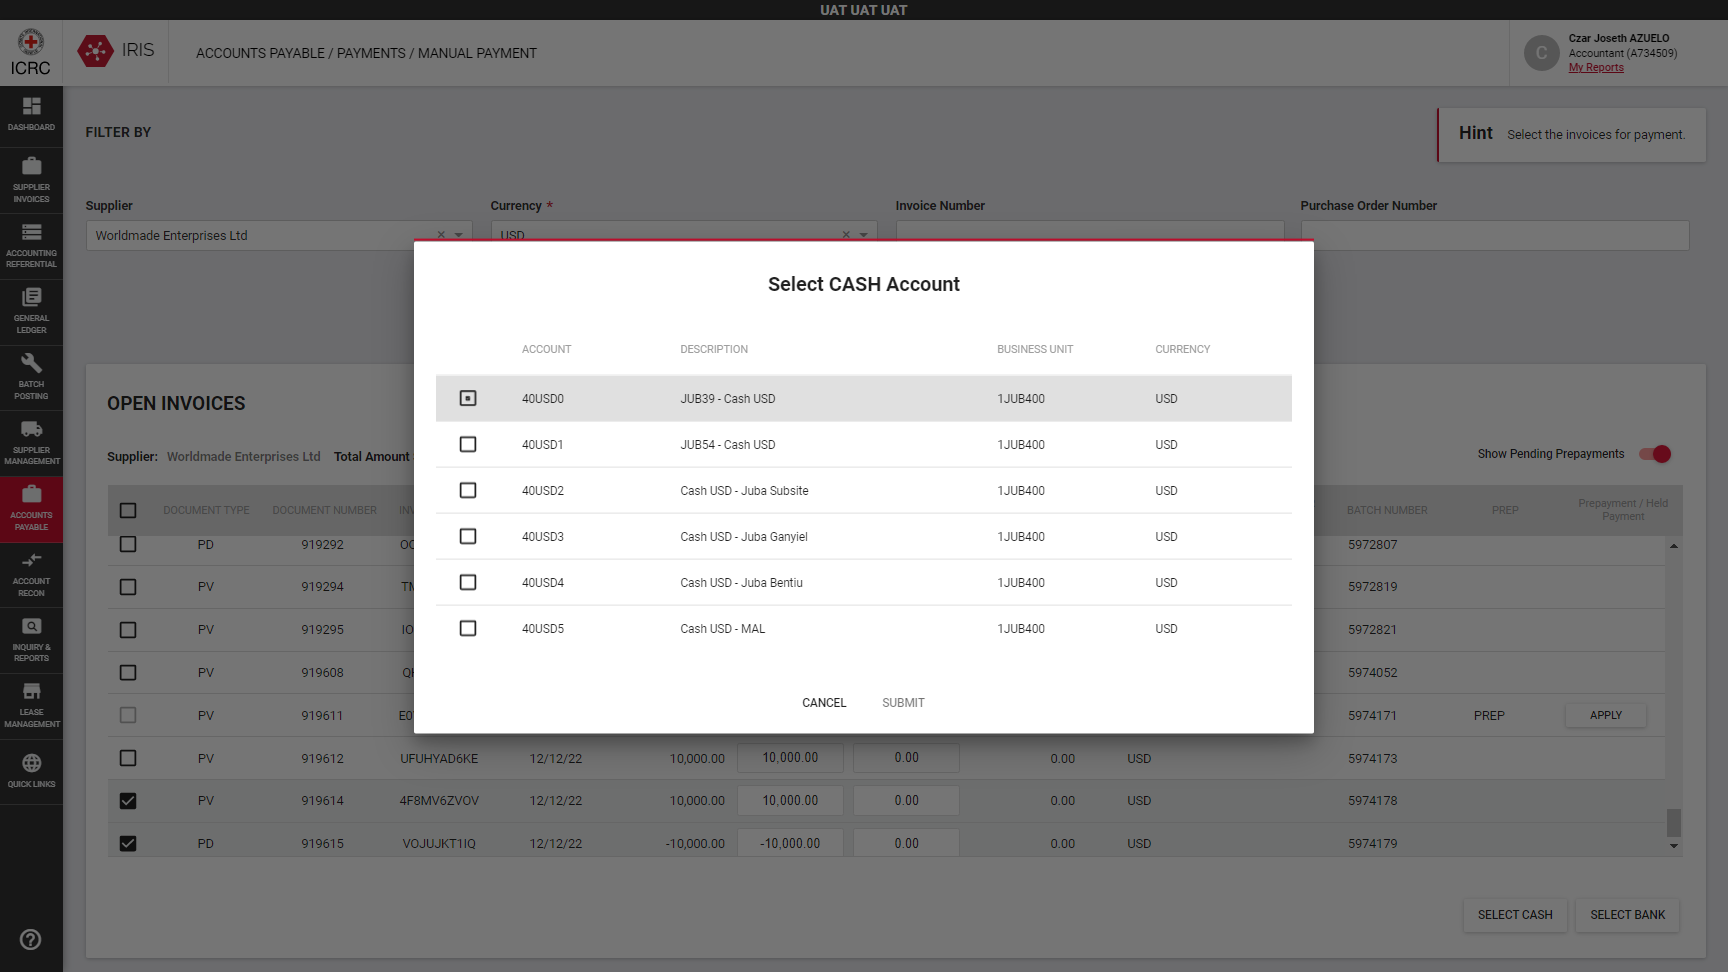 UAT UAT UAT
ICRC
IRIS
ACCOUNTS PAYABLE / PAYMENTS / MANUAL PAYMENT
C
Czar Joseth AZUELO
Accountant (A734509)
My Reports
DASHBOARD
SUPPLIER
INVOICES
ACCOUNTING
REFERENTIAL
GENERAL
LEDGER
BATCH
POSTING
SUPPLIER
MANAGEMENT
ACCOUNTS
PAYABLE
ACCOUNT
RECON
INQUIRY &
REPORTS
LEASE
MANAGEMENT
QUICK LINKS
FILTER BY
Hint Select the invoices for payment.
Supplier Currency * Invoice Number Purchase Order Number
Worldmade Enterprises Ltd USD
Select CASH Account
ACCOUNT DESCRIPTION BUSINESS UNIT CURRENCY
40USD0 JUB39 - Cash USD 1JUB400 USD
40USD1 JUB54 - Cash USD 1JUB400 USD
40USD2 Cash USD - Juba Subsite 1JUB400 USD
40USD3 Cash USD - Juba Ganyiel 1JUB400 USD
40USD4 Cash USD - Juba Bentiu 1JUB400 USD
40USD5 Cash USD - MAL 1JUB400 USD
CANCEL SUBMIT
OPEN INVOICES
Supplier: Worldmade Enterprises Ltd Total Amount
Show Pending Prepayments
DOCUMENT TYPE DOCUMENT NUMBER BATCH NUMBER PREP Prepayment / Held
Payment
PD 919292 5972807
PV 919294 5972819
PV 919295 5972821
PV 919608 5974052
PV 919611 5974171 PREP APPLY
PV 919612 UFUHYAD6KE 12/12/22 10,000.00 10,000.00 0.00 0.00 USD 5974173
PV 919614 4F8MV6ZVOV 12/12/22 10,000.00 10,000.00 0.00 0.00 USD 5974178
PD 919615 VOJUJKT1IQ 12/12/22 -10,000.00 -10,000.00 0.00 0.00 USD 5974179
SELECT CASH SELECT BANK